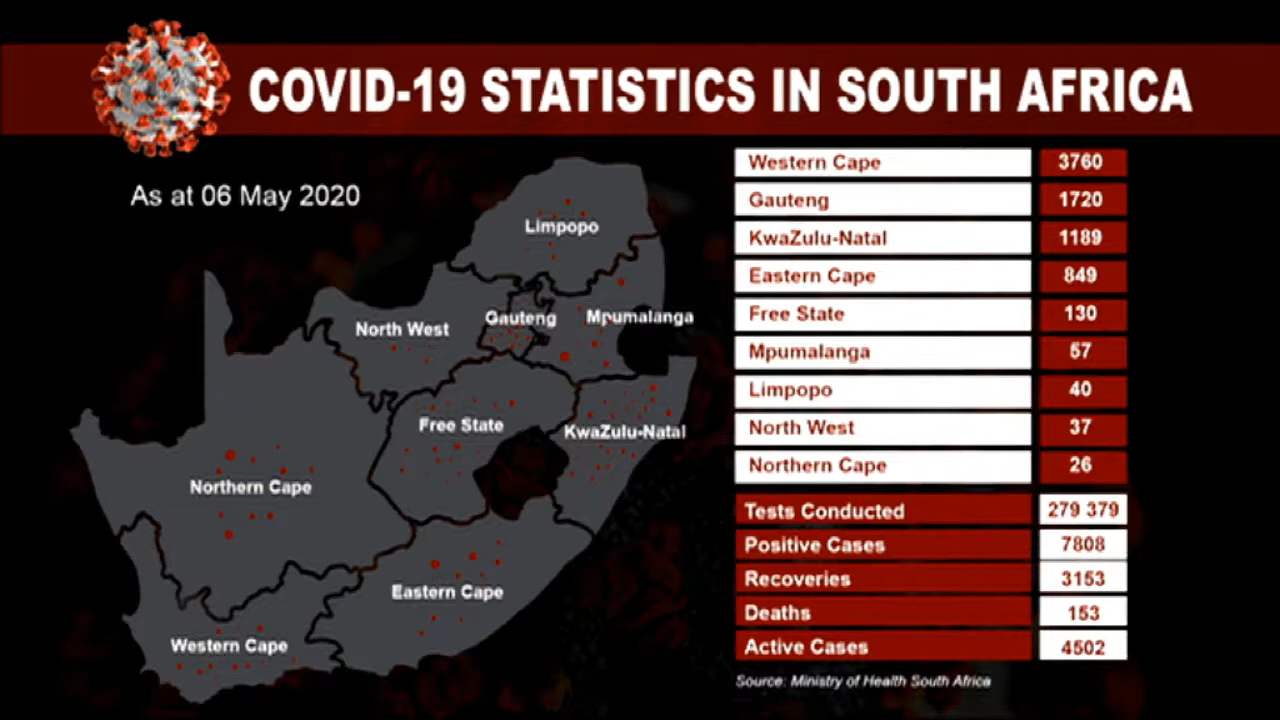 COVID-19 STATISTICS IN SOUTH AFRICA
As at 06 May 2020
Limpopo
North West
Gauteng
Mpumalanga
Free State
KwaZulu-Natal
Northern Cape
Eastern Cape
Western Cape
Western Cape 3760
Gauteng 1720
KwaZulu-Natal 1189
Eastern Cape 849
Free State 130
Mpumalanga 57
Limpopo 40
North West 37
Northern Cape 26
Tests Conducted 279 379
Positive Cases 7808
Recoveries 3153
Deaths 153
Active Cases 4502
Source: Ministry of Health South Africa